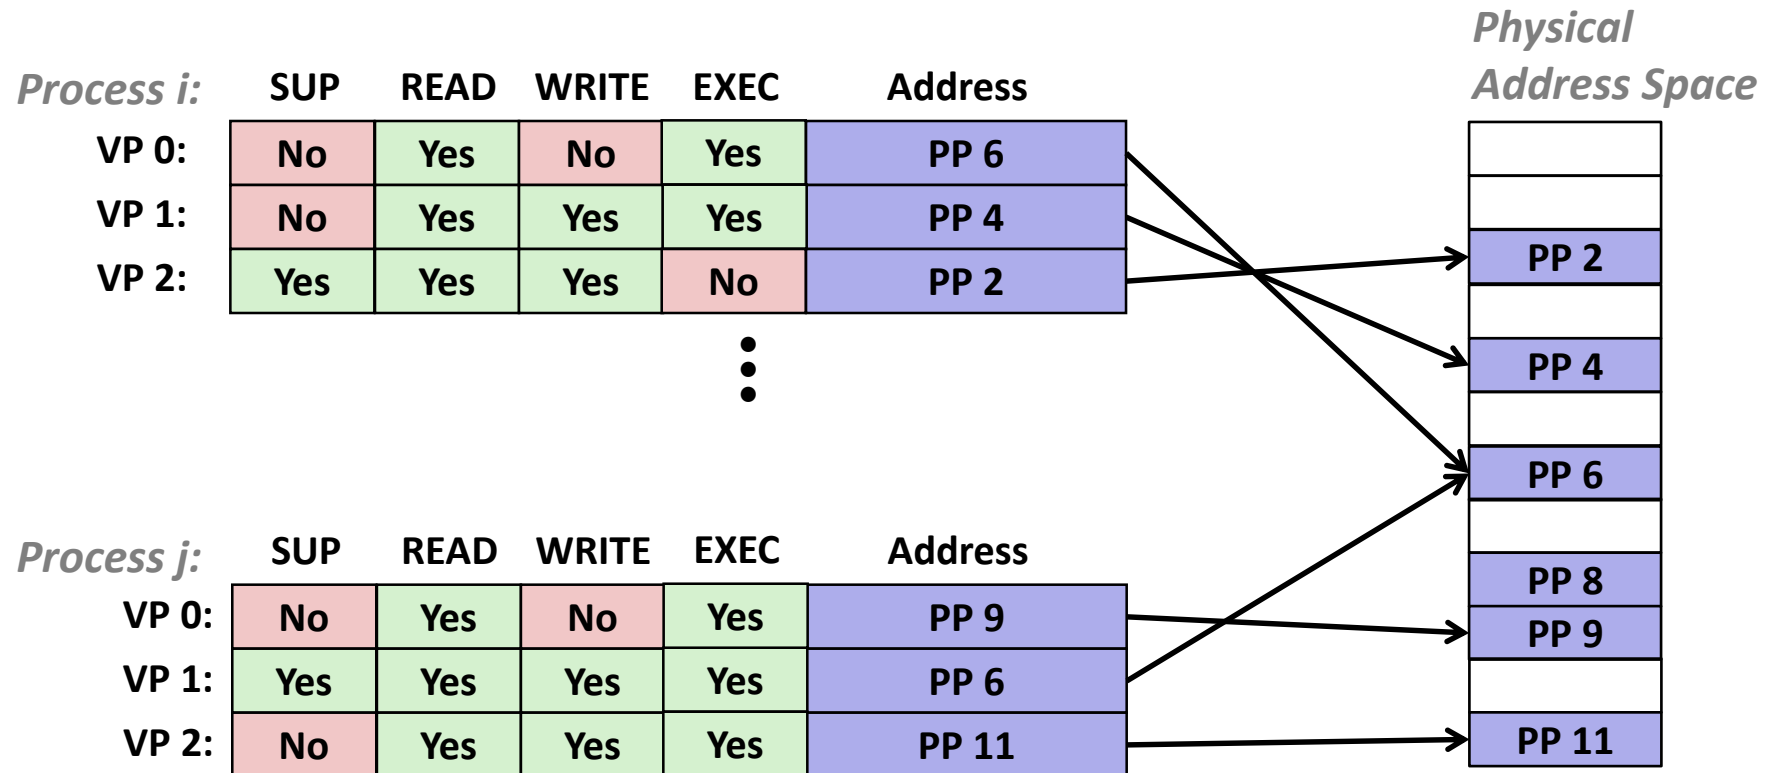 Physical
Address Space
Process i: SUP READ WRITE EXEC Address
VP 0: No Yes No Yes PP 6
VP 1: No Yes Yes Yes PP 4
VP 2: Yes Yes Yes No PP 2
PP 2
PP 4
PP 6
PP 8
PP 9
PP 11
Process j: SUP READ WRITE EXEC Address
VP 0: No Yes No Yes PP 9
VP 1: Yes Yes Yes Yes PP 6
VP 2: No Yes Yes Yes PP 11